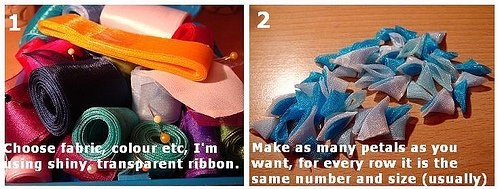 1
Choose fabric, colour etc, I'm
using shiny, transparent ribbon.
2
Make as many petals as you
want, for every row it is the
same number and size (usually)